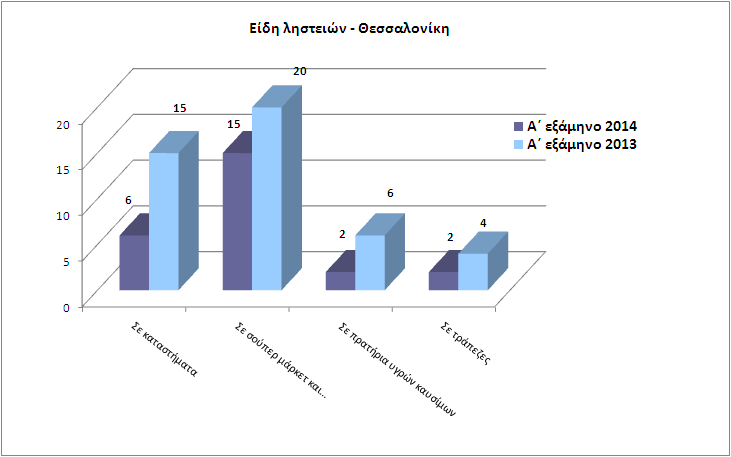 Είδη ληστειών - Θεσσαλονίκη
20
15
20
15
6
15
10
5
0
2
6
2
4
Α΄ εξάμηνο 2014
Α΄ εξάμηνο 2013
Σε καταστήματα
Σε σούπερ μάρκετ και...
Σε πρατήρια υγρών καυσίμων
Σε τράπεζες